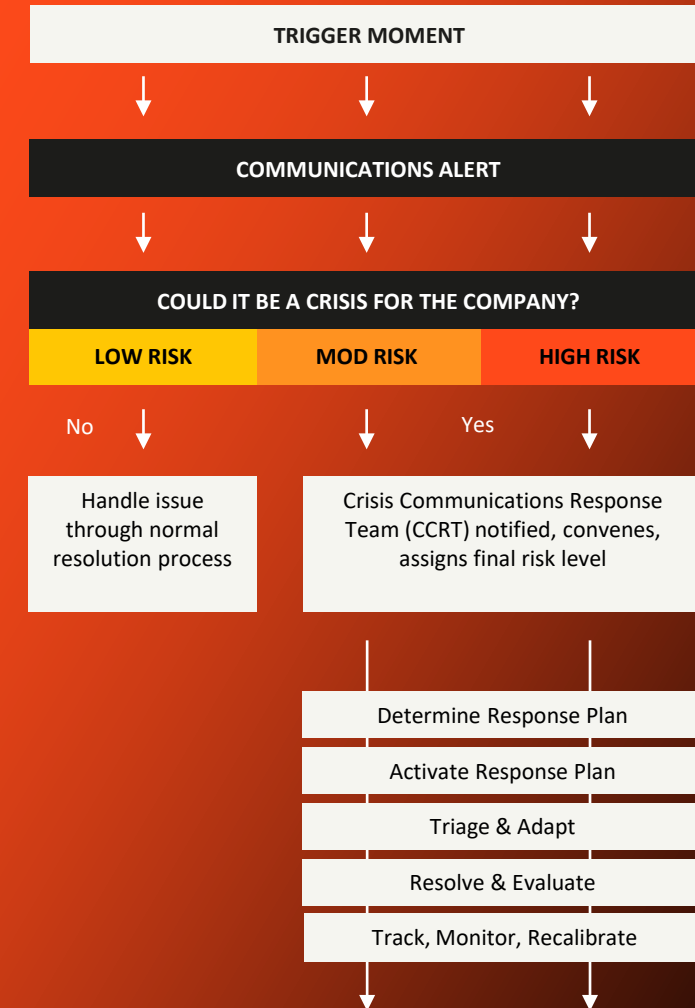 TRIGGER MOMENT
COMMUNICATIONS ALERT
COULD IT BE A CRISIS FOR THE COMPANY?
LOW RISK
MOD RISK
HIGH RISK
No
Yes
Handle issue
through normal
resolution process
Crisis Communications Response
Team (CCRT) notified, convenes,
assigns final risk level
Determine Response Plan
Activate Response Plan
Triage & Adapt
Resolve & Evaluate
Track, Monitor, Recalibrate